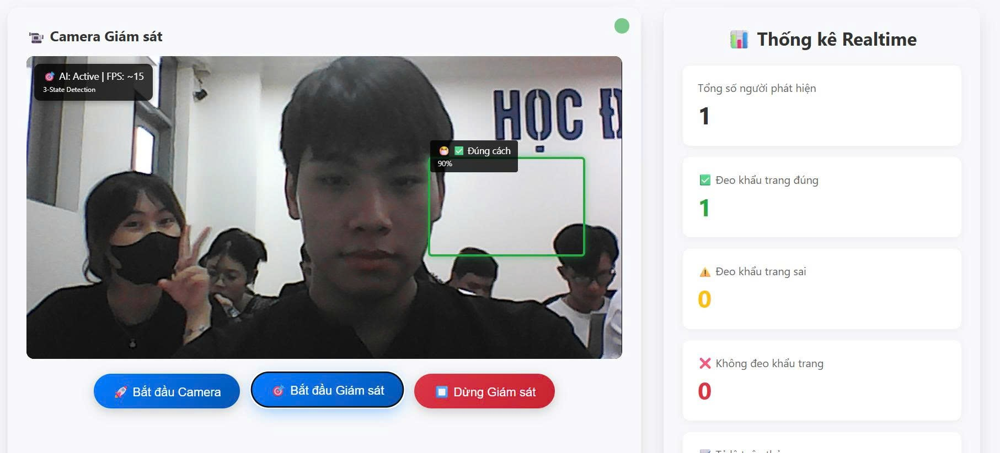 Camera Giám sát
AI: Active | FPS: ~15
3-State Detection
HỌC Đ
Đúng cách
90%
Bắt đầu Camera
Bắt đầu Giám sát
Dừng Giám sát
Thống kê Realtime
Tổng số người phát hiện
1
Đeo khẩu trang đúng
1
Đeo khẩu trang sai
0
Không đeo khẩu trang
0